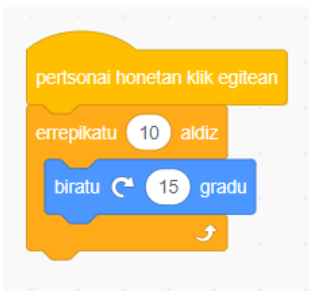 pertsonai honetan klik egitean
errepikatu 10 aldiz
biratu 15 gradu